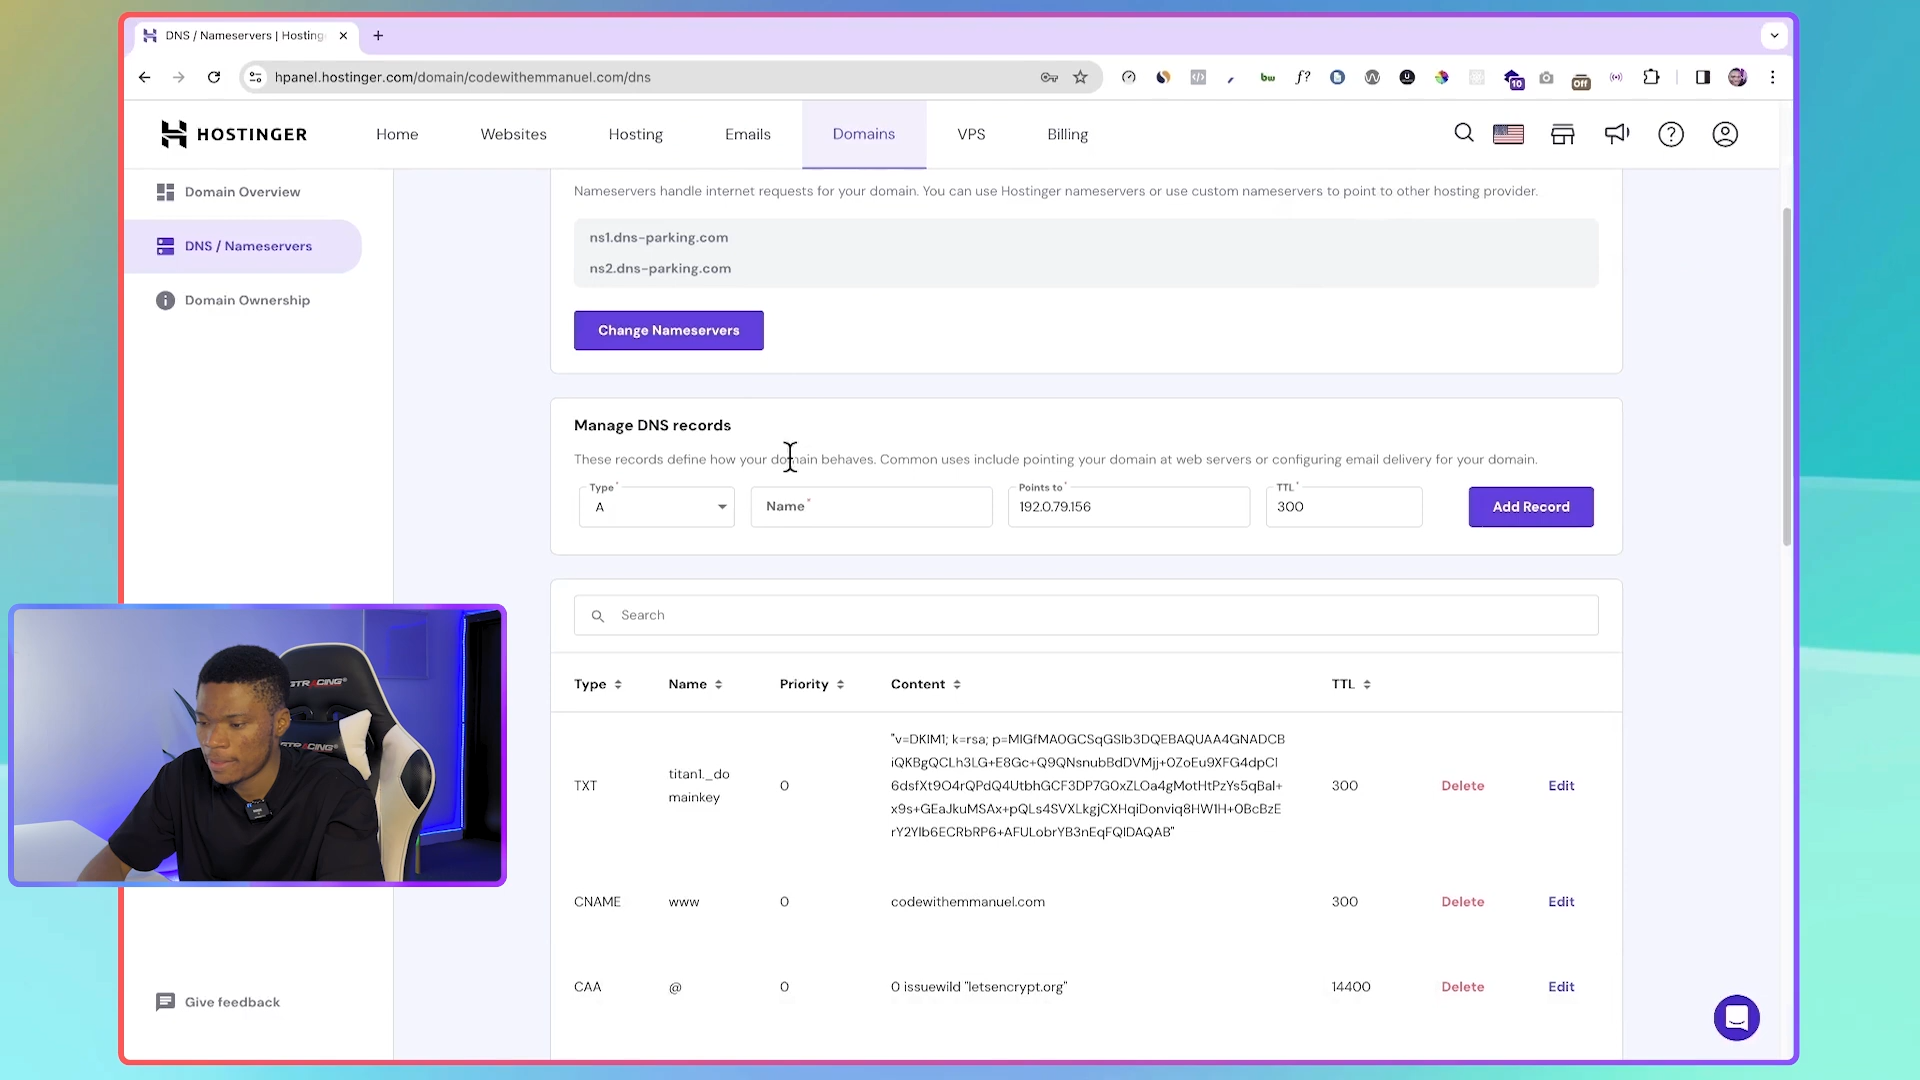 DNS / Nameservers | Hosting
hpanel.hostinger.com/domain/codewithemmanuel.com/dns
bw
f?
10
Off
HOSTINGER
Home
Websites
Hosting
Emails
Domains
VPS
Billing
Domain Overview
DNS / Nameservers
Domain Ownership
Nameservers handle internet requests for your domain. You can use Hostinger nameservers or use custom nameservers to point to other hosting provider.
ns1.dns-parking.com
ns2.dns-parking.com
Change Nameservers
Manage DNS records
These records define how your domain behaves. Common uses include pointing your domain at web servers or configuring email delivery for your domain.
Type*
A
Name*
Points to*
192.0.79.156
TTL*
300
Add Record
Search
Type Name Priority Content TTL
"v=DKIM1; k=rsa; p=MIGfMA0GCSqGSIb3DQEBAQUAA4GNADCB
iQKBgQCLh3LG+E8Gc+Q9QNsnubBdDVMjj+0ZoEu9XFG4dpCl
6dsfXt9O4rQPdQ4UtbhGCF3DP7G0xZLOa4gMotHtPzYs5qBaI+
x9s+GEaJkuMSAx+pQLs4SVXLkgjCXHqiDonviq8HW1H+0BcBzE
rY2YIb6ECRbRP6+AFULobrYB3nEqFQIDAQAB"
TXT
titan1._do
mainkey
0
300
Delete
Edit
CNAME www 0 codewithemmanuel.com 300 Delete Edit
CAA @ 0 0 issuewild "letsencrypt.org" 14400 Delete Edit
Give feedback